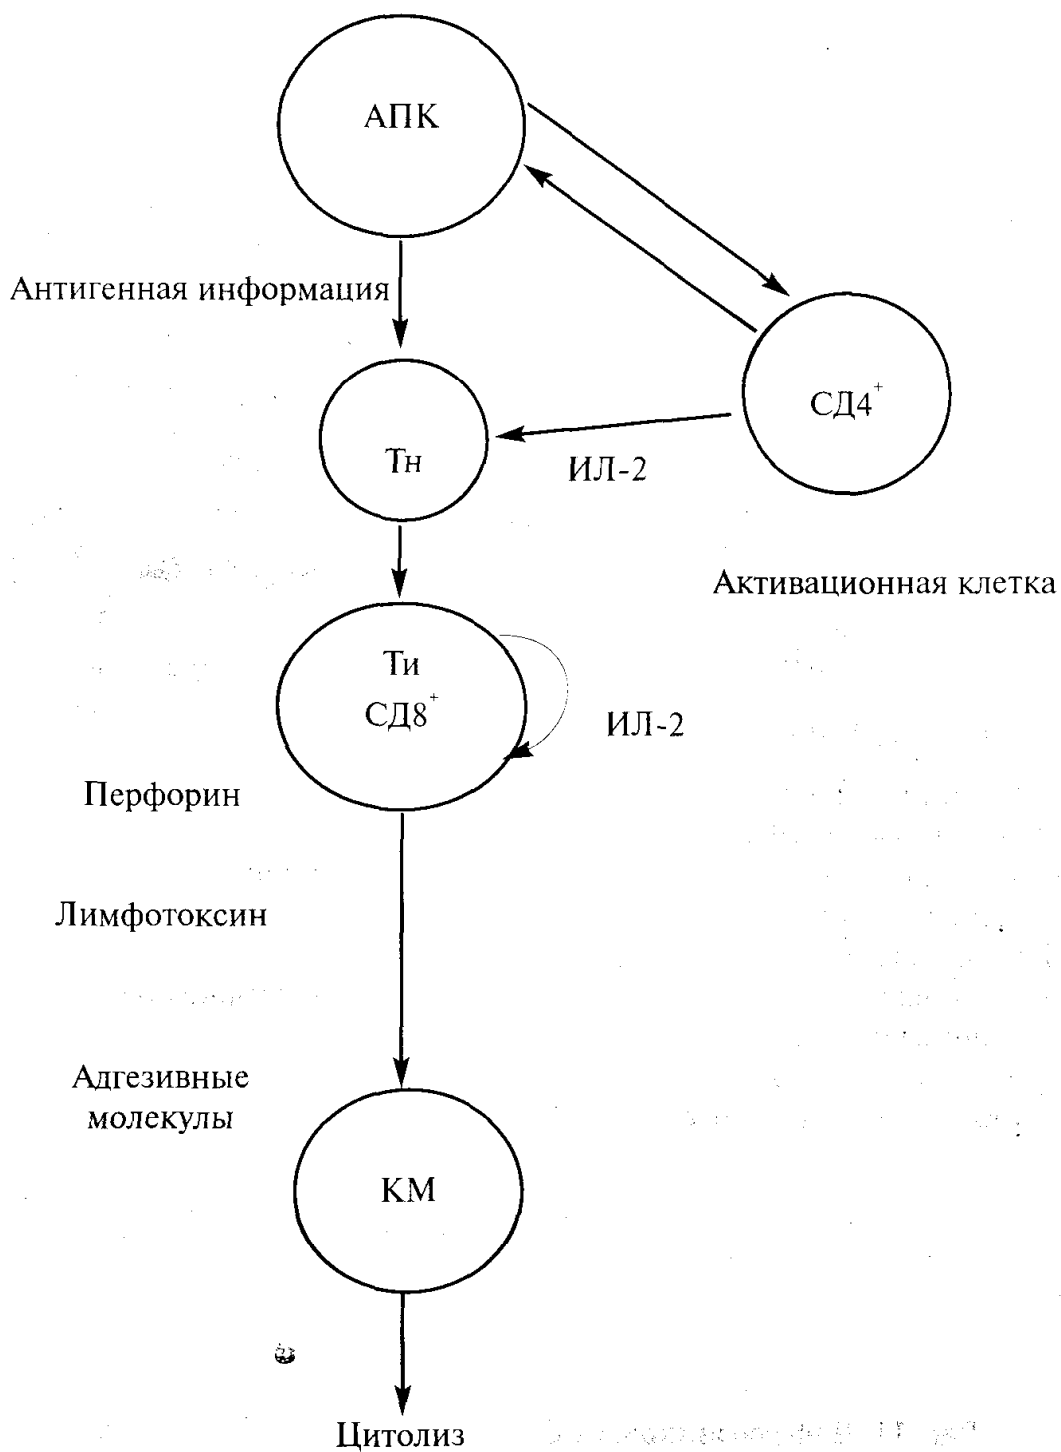 АПК
Антигенная информация
СД4⁺
Тн
ИЛ-2
Активационная клетка
Ти
СД8⁺
ИЛ-2
Перфорин
Лимфотоксин
Адгезивные
молекулы
КМ
Цитолиз